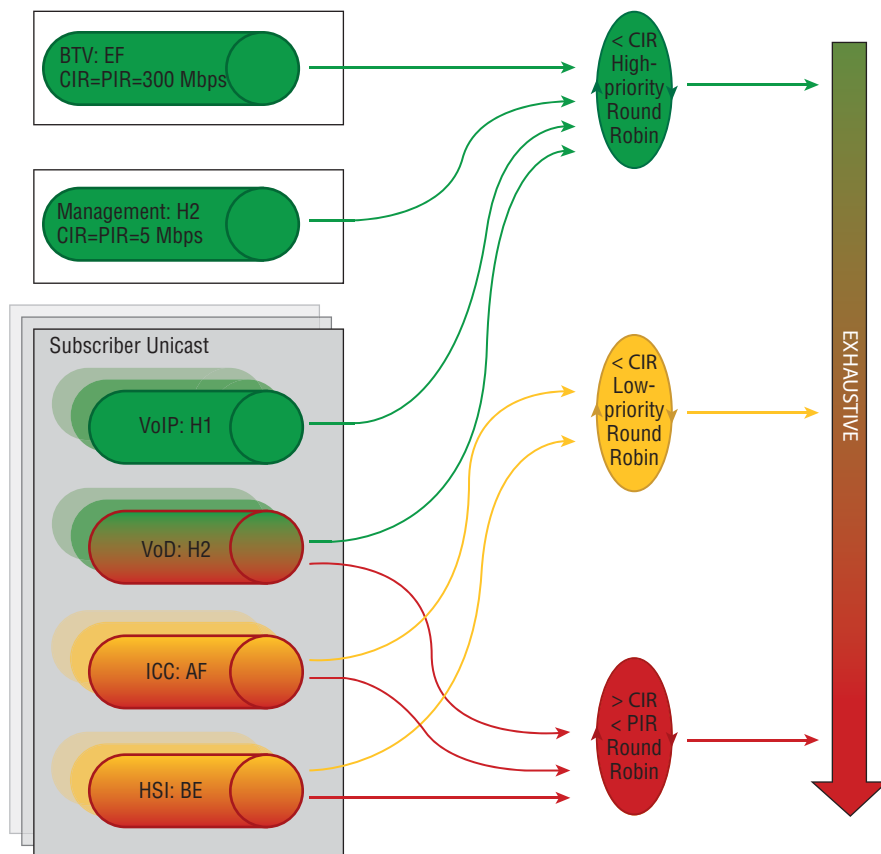 BTV: EF
CIR=PIR=300 Mbps
< CIR
High-
priority
Round
Robin
Management: H2
CIR=PIR=5 Mbps
Subscriber Unicast
VoIP: H1
VoD: H2
ICC: AF
HSI: BE
< CIR
Low-
priority
Round
Robin
> CIR
< PIR
Round
Robin
EXHAUSTIVE